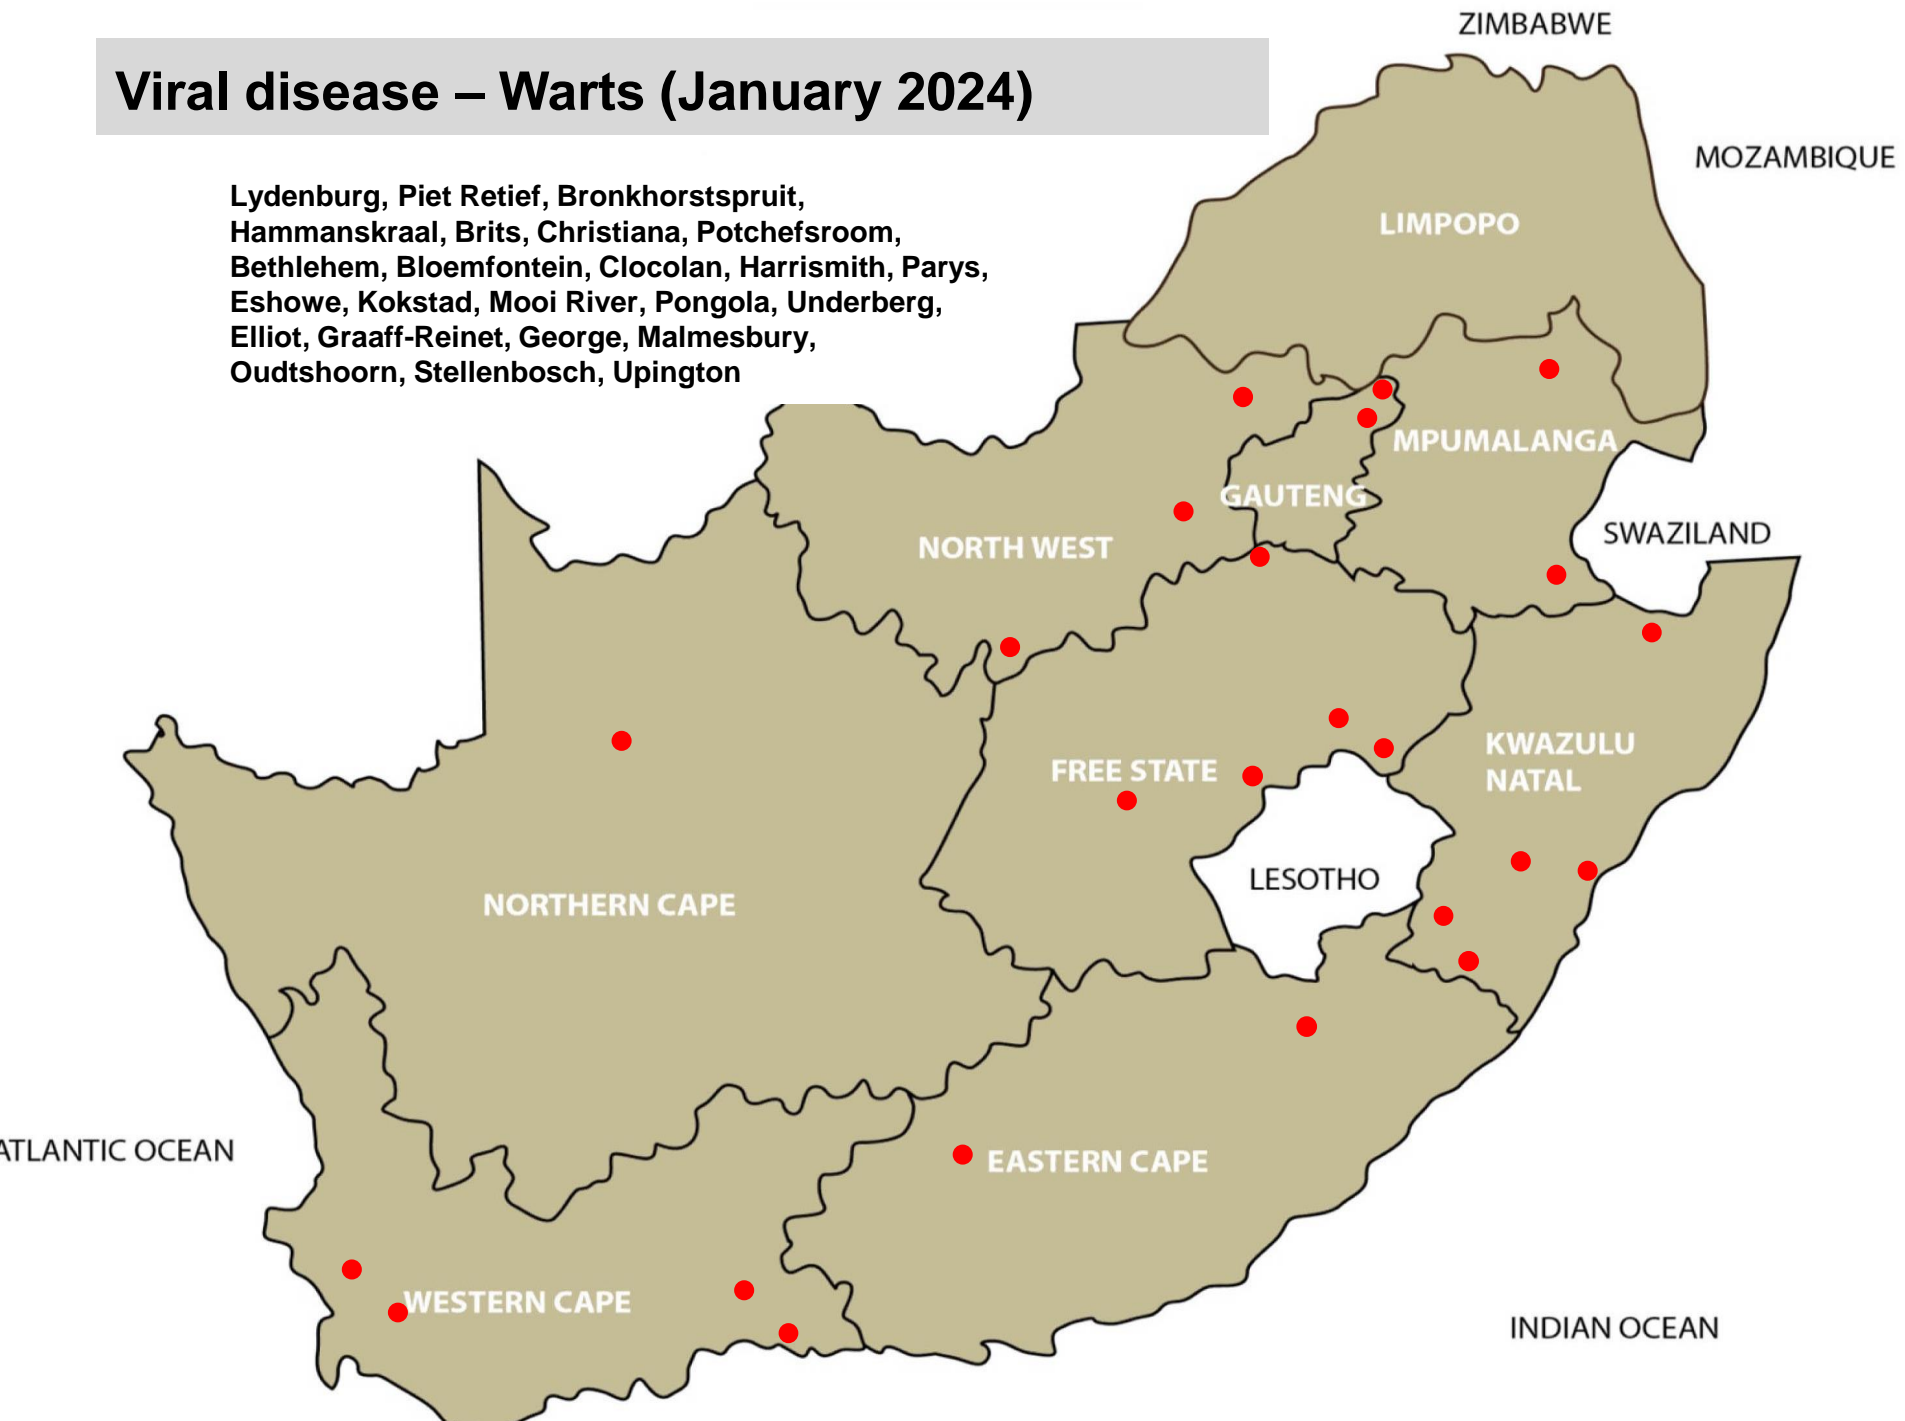 ZIMBABWE
Viral disease – Warts (January 2024)
MOZAMBIQUE
Lydenburg, Piet Retief, Bronkhorstspruit,
Hammanskraal, Brits, Christiana, Potchefsroom,
Bethlehem, Bloemfontein, Clocolan, Harrismith, Parys,
Eshowe, Kokstad, Mooi River, Pongola, Underberg,
Elliot, Graaff-Reinet, George, Malmesbury,
Oudtshoorn, Stellenbosch, Upington
LIMPOPO
MPUMALANGA
GAUTENG
SWAZILAND
NORTH WEST
KWAZULU
NATAL
FREE STATE
LESOTHO
NORTHERN CAPE
ATLANTIC OCEAN
EASTERN CAPE
WESTERN CAPE
INDIAN OCEAN